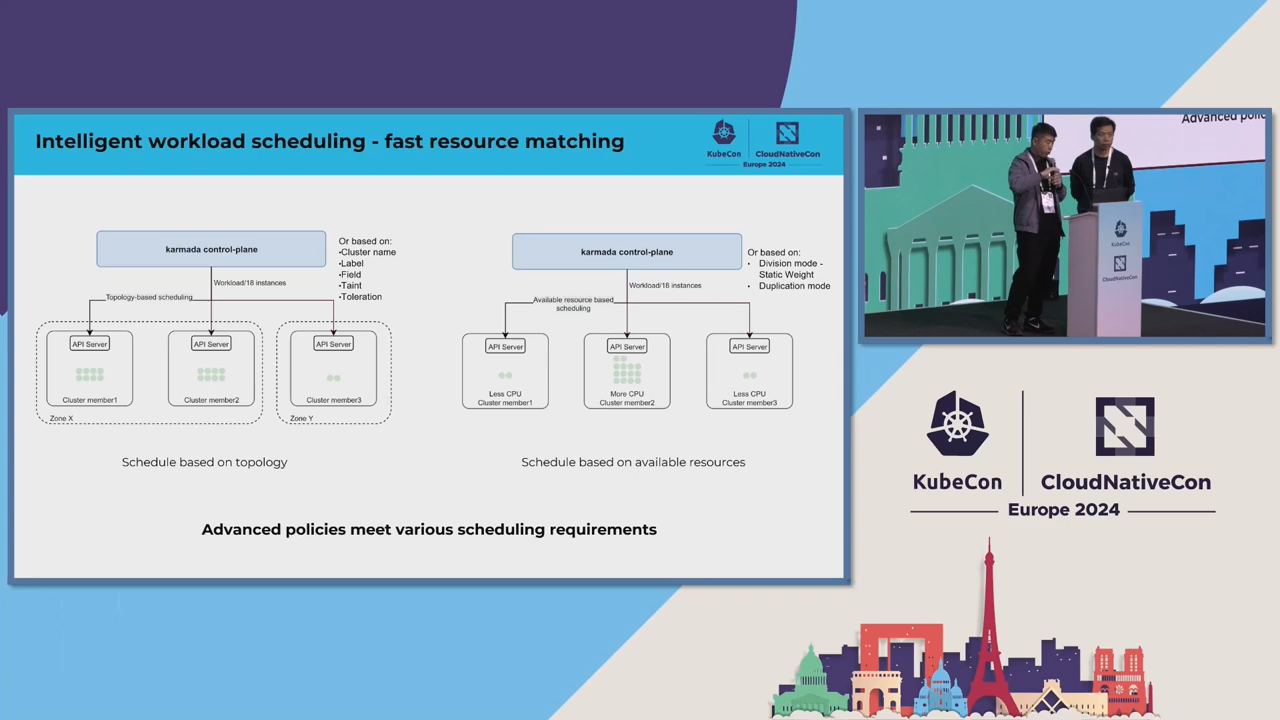 Intelligent workload scheduling - fast resource matching
KubeCon
CloudNativeCon
Europe 2024
karmada control-plane
Or based on:
•Cluster name
•Label
•Field
•Taint
•Toleration
Workload/18 instances
Topology-based scheduling
API Server
API Server
API Server
Cluster member1
Cluster member2
Cluster member3
Zone X
Zone Y
Schedule based on topology
karmada control-plane
Or based on:
• Division mode -
Static Weight
• Duplication mode
Workload/18 instances
Available resource based
scheduling
API Server
API Server
API Server
Less CPU
Cluster member1
More CPU
Cluster member2
Less CPU
Cluster member3
Schedule based on available resources
Advanced policies meet various scheduling requirements
Advanced polic
KubeCon
CloudNativeCon
KubeCon
CloudNativeCon
Europe 2024